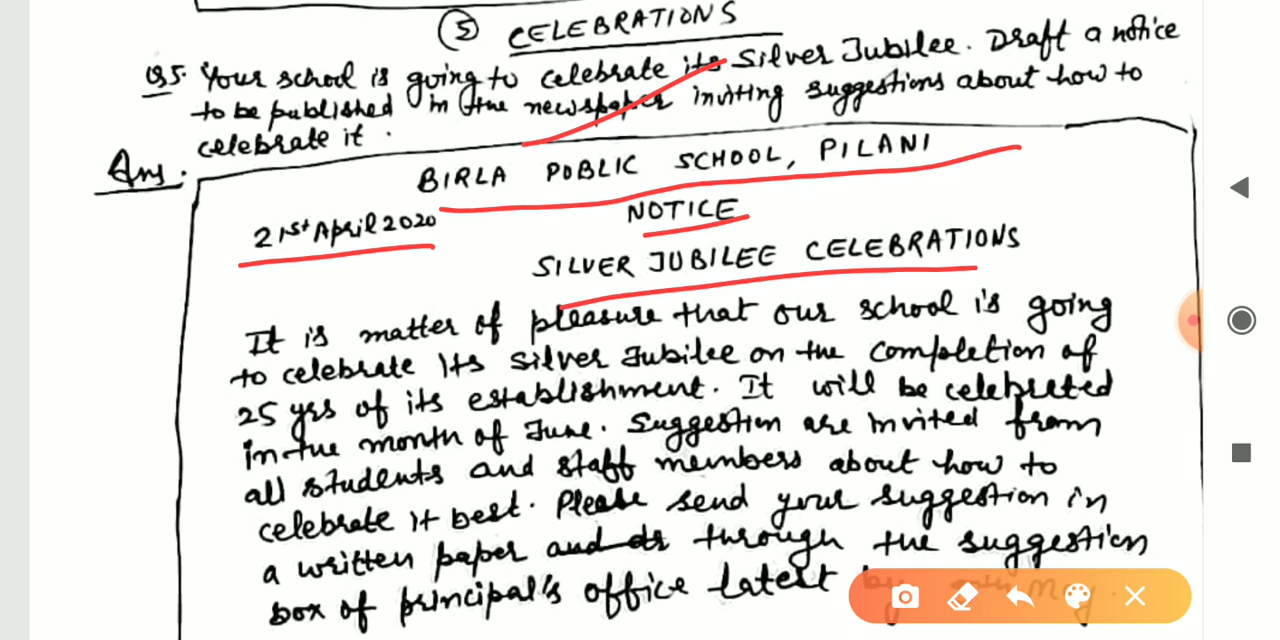 5 CELEBRATIONS
Q5. Your school is going to celebrate its Silver Jubilee. Draft a notice
to be published in the newspaper inviting suggestions about how to
celebrate it.
Ans.
BIRLA PUBLIC SCHOOL, PILANI
21st April 2020 NOTICE
SILVER JUBILEE CELEBRATIONS
It is matter of pleasure that our school is going
to celebrate Its Silver Jubilee on the completion of
25 yrs of its establishment. It will be celebrated
in the month of June. Suggestion are invited from
all students and staff members about how to
celebrate it best. Please send your suggestion in
a written paper through the suggestion
box of principal's office latest by May.